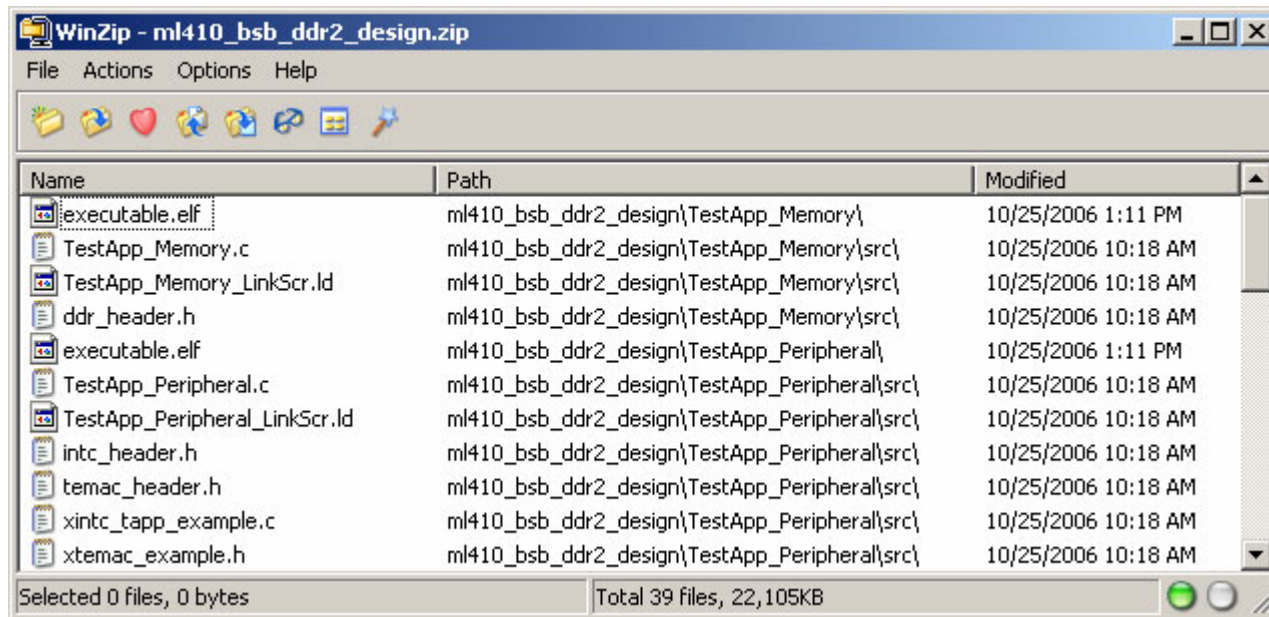 WinZip - ml410_bsb_ddr2_design.zip
File Actions Options Help
Name Path Modified
executable.elf ml410_bsb_ddr2_design\TestApp_Memory\ 10/25/2006 1:11 PM
TestApp_Memory.c ml410_bsb_ddr2_design\TestApp_Memory\src\ 10/25/2006 10:18 AM
TestApp_Memory_LinkScr.ld ml410_bsb_ddr2_design\TestApp_Memory\src\ 10/25/2006 10:18 AM
ddr_header.h ml410_bsb_ddr2_design\TestApp_Memory\src\ 10/25/2006 10:18 AM
executable.elf ml410_bsb_ddr2_design\TestApp_Peripheral\ 10/25/2006 1:11 PM
TestApp_Peripheral.c ml410_bsb_ddr2_design\TestApp_Peripheral\src\ 10/25/2006 10:18 AM
TestApp_Peripheral_LinkScr.ld ml410_bsb_ddr2_design\TestApp_Peripheral\src\ 10/25/2006 10:18 AM
intc_header.h ml410_bsb_ddr2_design\TestApp_Peripheral\src\ 10/25/2006 10:18 AM
temac_header.h ml410_bsb_ddr2_design\TestApp_Peripheral\src\ 10/25/2006 10:18 AM
xintc_tapp_example.c ml410_bsb_ddr2_design\TestApp_Peripheral\src\ 10/25/2006 10:18 AM
xtemac_example.h ml410_bsb_ddr2_design\TestApp_Peripheral\src\ 10/25/2006 10:18 AM
Selected 0 files, 0 bytes Total 39 files, 22,105KB